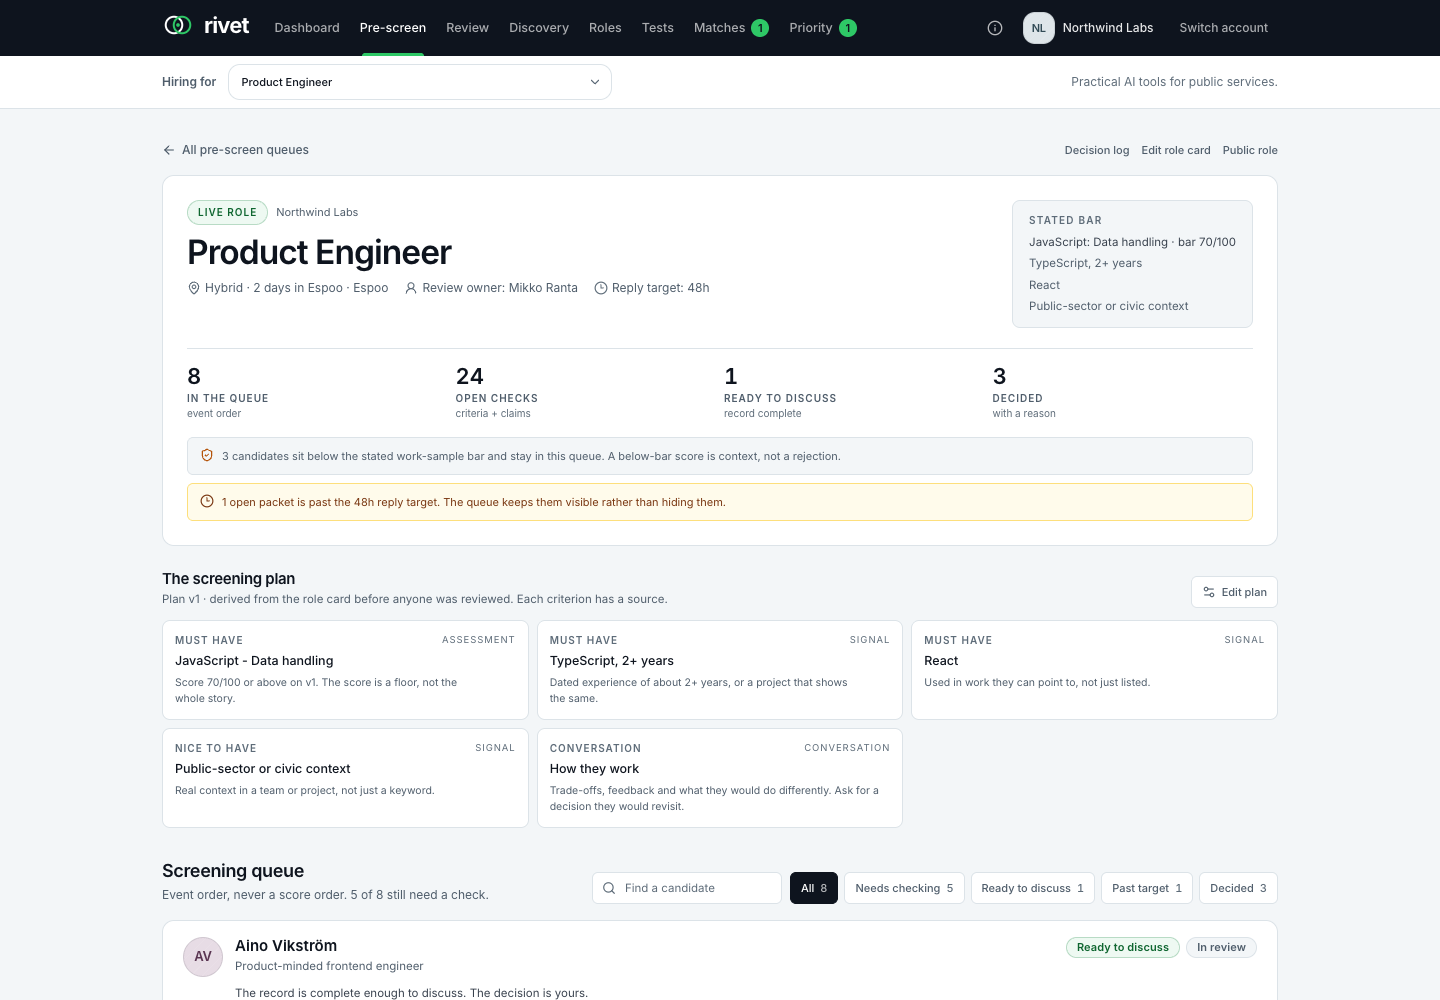 rivet
Dashboard
Pre-screen
Review
Discovery
Roles
Tests
Matches 1
Priority 1
NL
Northwind Labs
Switch account
Hiring for
Product Engineer
Practical AI tools for public services.
All pre-screen queues
Decision log
Edit role card
Public role
LIVE ROLE
Northwind Labs
Product Engineer
Hybrid · 2 days in Espoo · Espoo
Review owner: Mikko Ranta
Reply target: 48h
STATED BAR
JavaScript: Data handling · bar 70/100
TypeScript, 2+ years
React
Public-sector or civic context
8
IN THE QUEUE
event order
24
OPEN CHECKS
criteria + claims
1
READY TO DISCUSS
record complete
3
DECIDED
with a reason
3 candidates sit below the stated work-sample bar and stay in this queue. A below-bar score is context, not a rejection.
1 open packet is past the 48h reply target. The queue keeps them visible rather than hiding them.
The screening plan
Plan v1 · derived from the role card before anyone was reviewed. Each criterion has a source.
Edit plan
MUST HAVE
ASSESSMENT
JavaScript - Data handling
Score 70/100 or above on v1. The score is a floor, not the
whole story.
MUST HAVE
SIGNAL
TypeScript, 2+ years
Dated experience of about 2+ years, or a project that shows
the same.
MUST HAVE
SIGNAL
React
Used in work they can point to, not just listed.
NICE TO HAVE
SIGNAL
Public-sector or civic context
Real context in a team or project, not just a keyword.
CONVERSATION
CONVERSATION
How they work
Trade-offs, feedback and what they would do differently. Ask for a
decision they would revisit.
Screening queue
Event order, never a score order. 5 of 8 still need a check.
Find a candidate
All 8
Needs checking 5
Ready to discuss 1
Past target 1
Decided 3
AV
Aino Vikström
Product-minded frontend engineer
Ready to discuss
In review
The record is complete enough to discuss. The decision is yours.